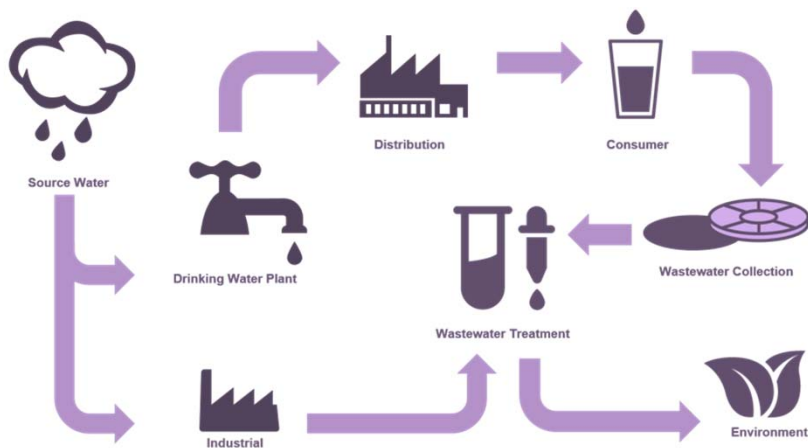 Source Water
Drinking Water Plant
Distribution
Consumer
Wastewater Collection
Wastewater Treatment
Industrial
Environment